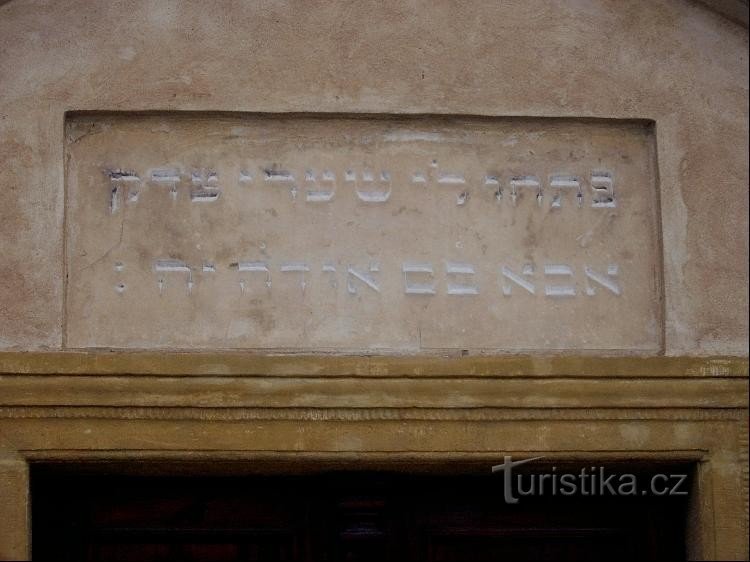 פתחו לי שערי צדק
אבא בם אודה יה :
turistika.cz